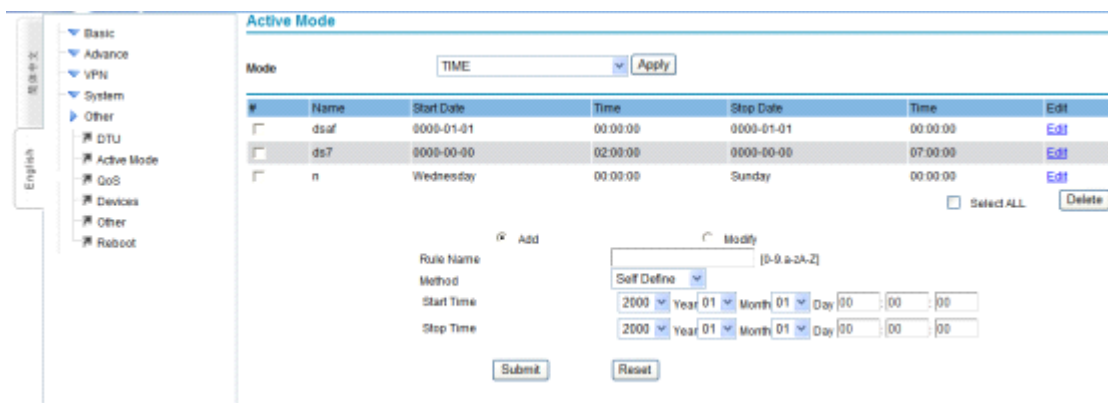 Active Mode
简体中文
English
Basic
Advance
VPN
System
Other
DTU
Active Mode
QoS
Devices
Other
Reboot
Mode TIME Apply
# Name Start Date Time Stop Date Time Edit
dsaf 0000-01-01 00:00:00 0000-01-01 00:00:00 Edit
ds7 0000-00-00 02:00:00 0000-00-00 07:00:00 Edit
n Wednesday 00:00:00 Sunday 00:00:00 Edit
Select ALL Delete
Add Modify
Rule Name [0-9.a-zA-Z]
Method Self Define
Start Time 2000 Year 01 Month 01 Day 00 : 00 : 00
Stop Time 2000 Year 01 Month 01 Day 00 : 00 : 00
Submit Reset